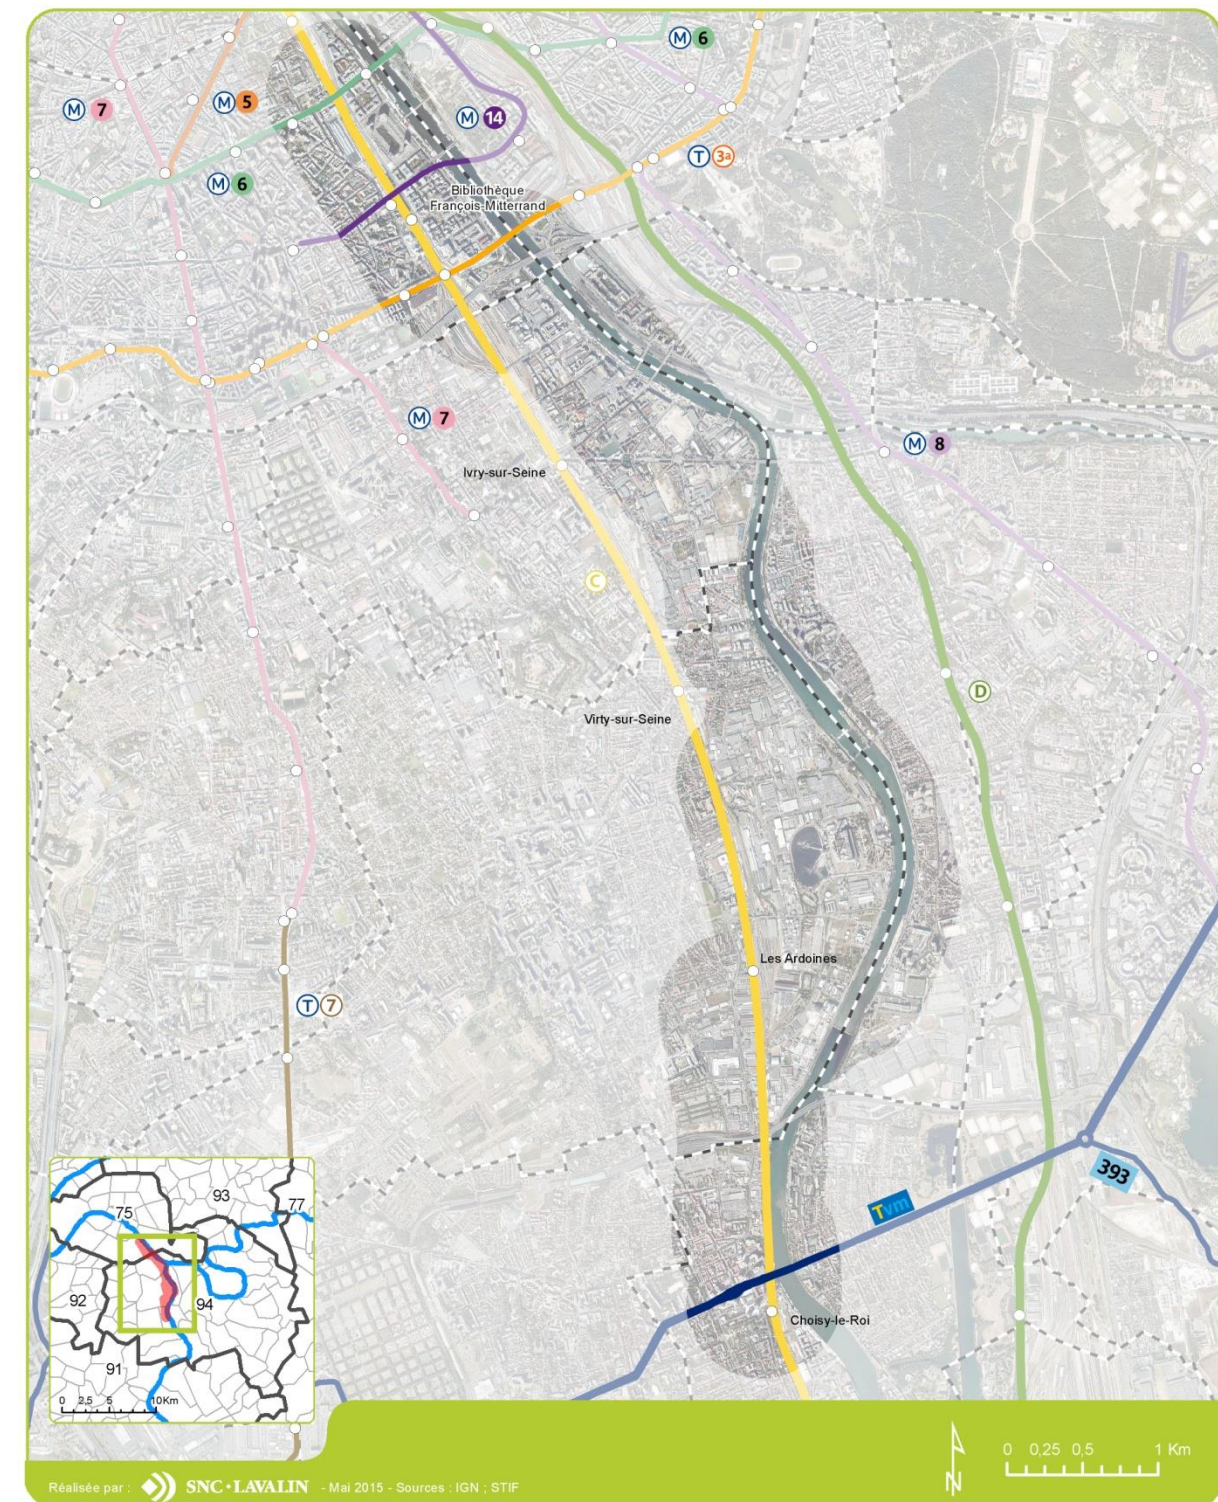 M 6
M 7
M 5
M 14
T 3a
M 6
Bibliothèque
François-Mitterrand
M 7
M 8
Ivry-sur-Seine
C
D
Virty-sur-Seine
Les Ardoines
T 7
393
Tvm
Choisy-le-Roi
93
77
75
92
94
91
0 2,5 5 10Km
0 0,25 0,5 1 Km
N
Réalisée par : SNC•LAVALIN - Mai 2015 - Sources : IGN ; STIF